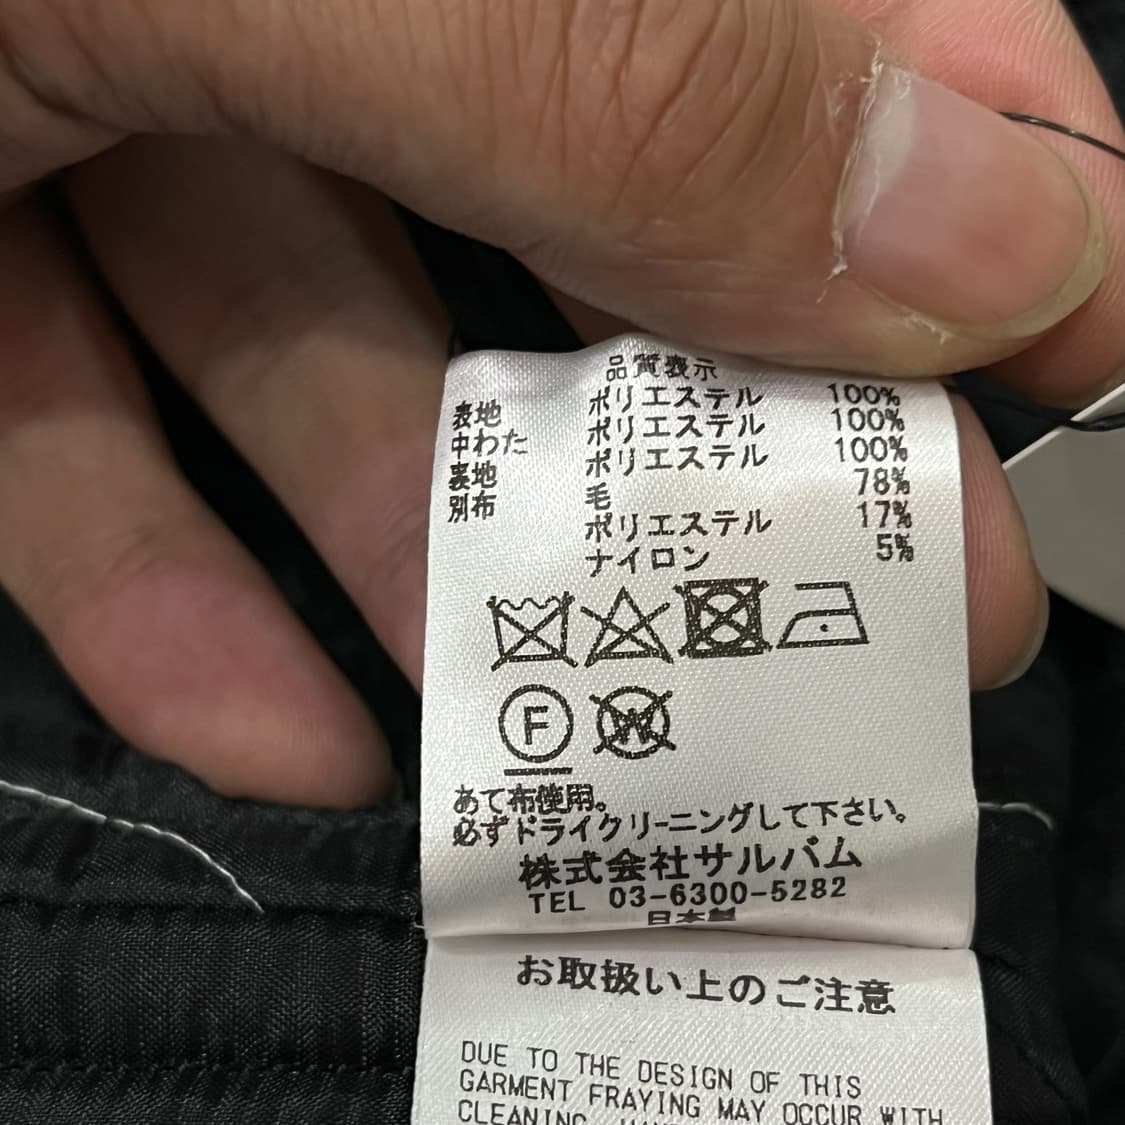 品質表示
表地 ポリエステル 100%
中わた ポリエステル 100%
裏地 ポリエステル 100%
別布 毛 78%
ポリエステル 17%
ナイロン 5%
F W
あて布使用。
必ずドライクリーニングして下さい。
株式会社サルバム
TEL 03-6300-5282
日本製
お取扱い上のご注意
DUE TO THE DESIGN OF THIS
GARMENT FRAYING MAY OCCUR WITH
CLEANING.